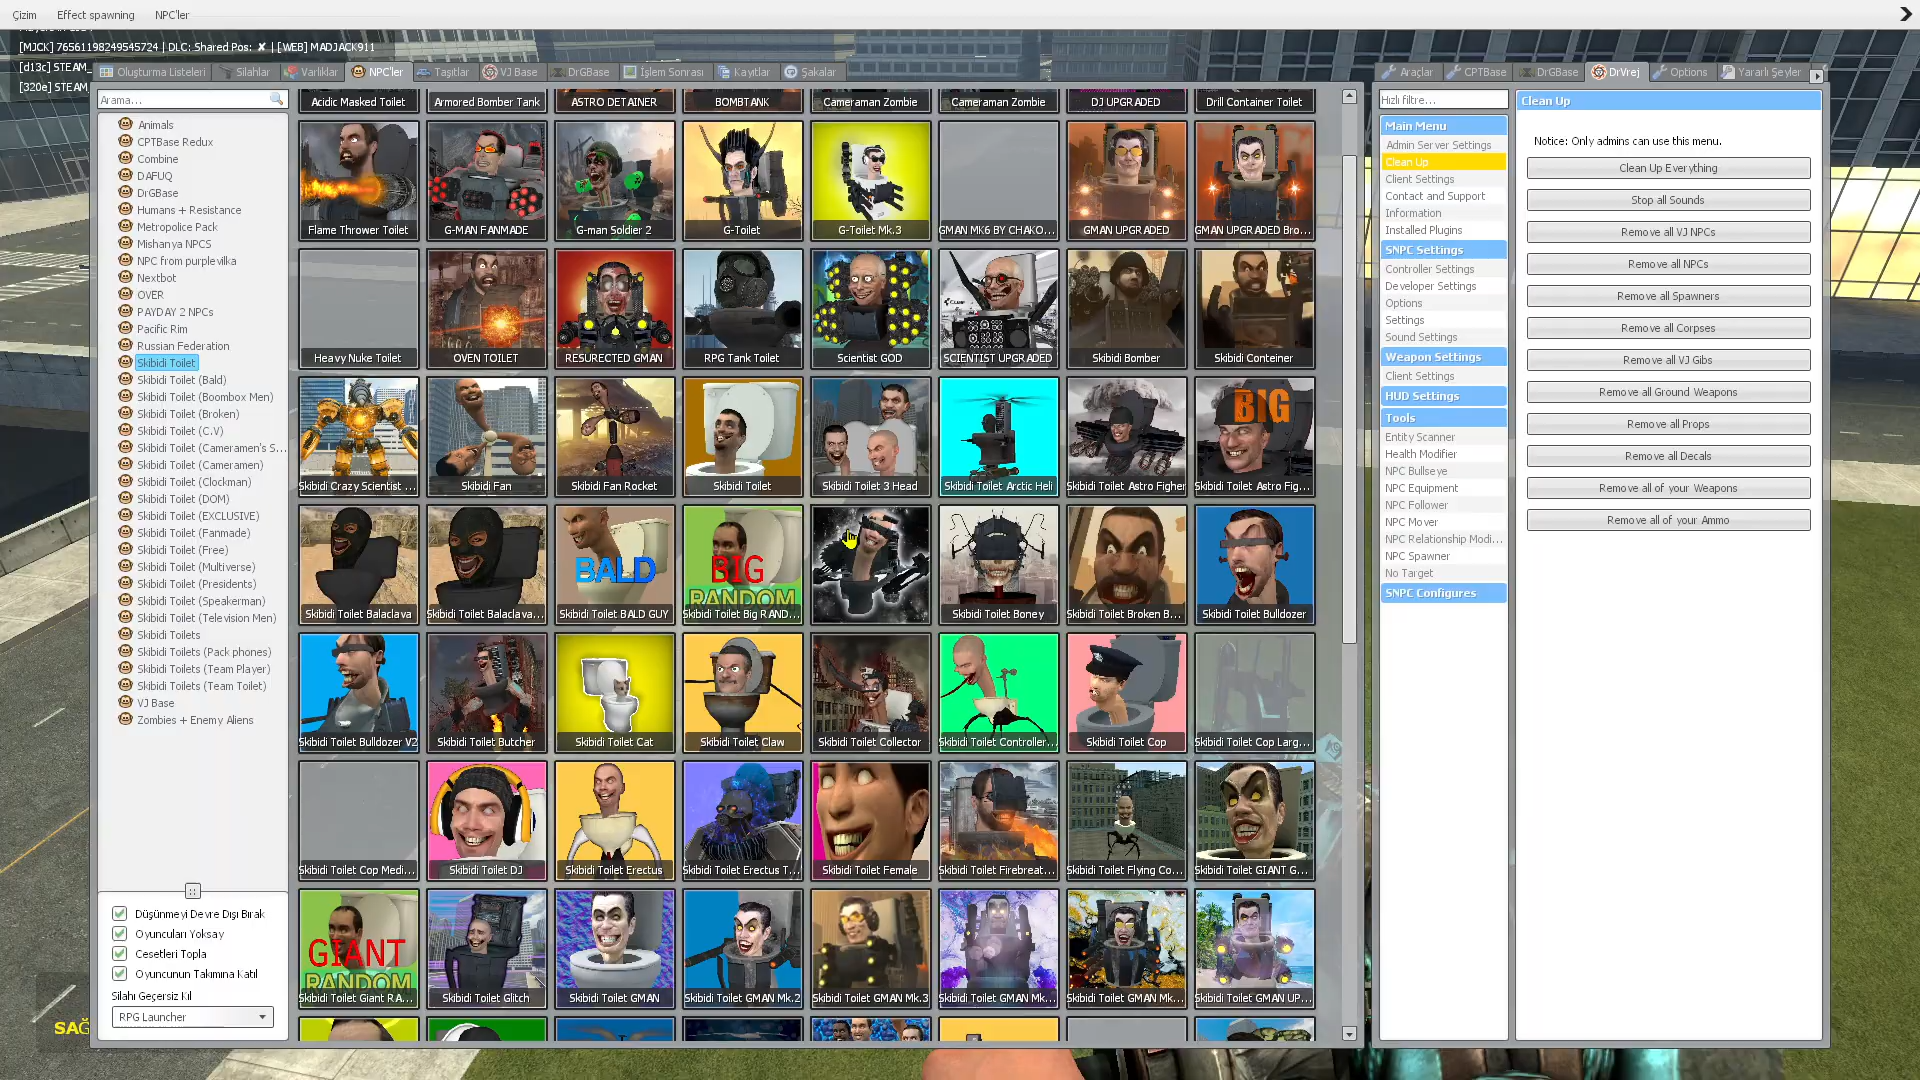 Çizim Effect spawning NPC'ler
[MJCK] 76561198249545724 | DLC: Shared Pos: ✘ | [WEB] MADJACK911
[d13c] STEAM_
[320e] STEAM_
Oluşturma Listeleri Silahlar Varlıklar NPC'ler Taşıtlar VJ Base DrGBase İşlem Sonrası Kayıtlar Şakalar
Araçlar CPTBase DrGBase DrVrej Options Yararlı Şeyler
Arama...
Animals
CPTBase Redux
Combine
DAFUQ
DrGBase
Humans + Resistance
Metropolice Pack
Mishanya NPCS
NPC from purplevilka
Nextbot
OVER
PAYDAY 2 NPCs
Pacific Rim
Russian Federation
Skibidi Toilet
Skibidi Toilet (Bald)
Skibidi Toilet (Boombox Men)
Skibidi Toilet (Broken)
Skibidi Toilet (C.V)
Skibidi Toilet (Cameramen's S...
Skibidi Toilet (Cameramen)
Skibidi Toilet (Clockman)
Skibidi Toilet (DOM)
Skibidi Toilet (EXCLUSIVE)
Skibidi Toilet (Fanmade)
Skibidi Toilet (Free)
Skibidi Toilet (Multiverse)
Skibidi Toilet (Presidents)
Skibidi Toilet (Speakerman)
Skibidi Toilet (Television Men)
Skibidi Toilets
Skibidi Toilets (Pack phones)
Skibidi Toilets (Team Player)
Skibidi Toilets (Team Toilet)
VJ Base
Zombies + Enemy Aliens
Düşünmeyi Devre Dışı Bırak
Oyuncuları Yoksay
Cesetleri Topla
Oyuncunun Takımına Katıl
Silahı Geçersiz Kıl
RPG Launcher
SAĞ
Acidic Masked Toilet Armored Bomber Tank ASTRO DETAINER BOMBTANK Cameraman Zombie Cameraman Zombie DJ UPGRADED Drill Container Toilet
Flame Thrower Toilet G-MAN FANMADE G-man Soldier 2 G-Toilet G-Toilet Mk.3 GMAN MK6 BY CHAKO... GMAN UPGRADED GMAN UPGRADED Bro...
Heavy Nuke Toilet OVEN TOILET RESURECTED GMAN RPG Tank Toilet Scientist GOD SCIENTIST UPGRADED Skibidi Bomber Skibidi Conteiner
BIG
Skibidi Crazy Scientist ... Skibidi Fan Skibidi Fan Rocket Skibidi Toilet Skibidi Toilet 3 Head Skibidi Toilet Arctic Heli Skibidi Toilet Astro Figher Skibidi Toilet Astro Fig...
BALD BIG RANDOM
Skibidi Toilet Balaclava Skibidi Toilet Balaclava... Skibidi Toilet BALD GUY Skibidi Toilet Big RAND... Skibidi Toilet Boney Skibidi Toilet Broken B... Skibidi Toilet Bulldozer
Skibidi Toilet Bulldozer V2 Skibidi Toilet Butcher Skibidi Toilet Cat Skibidi Toilet Claw Skibidi Toilet Collector Skibidi Toilet Controller... Skibidi Toilet Cop Skibidi Toilet Cop Larg...
Skibidi Toilet Cop Medi... Skibidi Toilet DJ Skibidi Toilet Erectus Skibidi Toilet Erectus T... Skibidi Toilet Female Skibidi Toilet Firebreat... Skibidi Toilet Flying Co... Skibidi Toilet GIANT G...
GIANT RANDOM
Skibidi Toilet Giant RA... Skibidi Toilet Glitch Skibidi Toilet GMAN Skibidi Toilet GMAN Mk.2 Skibidi Toilet GMAN Mk.3 Skibidi Toilet GMAN Mk... Skibidi Toilet GMAN Mk... Skibidi Toilet GMAN UP...
Hızlı filtre...
Main Menu
Admin Server Settings
Clean Up
Client Settings
Contact and Support
Information
Installed Plugins
SNPC Settings
Controller Settings
Developer Settings
Options
Settings
Sound Settings
Weapon Settings
Client Settings
HUD Settings
Tools
Entity Scanner
Health Modifier
NPC Bullseye
NPC Equipment
NPC Follower
NPC Mover
NPC Relationship Modi...
NPC Spawner
No Target
SNPC Configures
Clean Up
Notice: Only admins can use this menu.
Clean Up Everything
Stop all Sounds
Remove all VJ NPCs
Remove all NPCs
Remove all Spawners
Remove all Corpses
Remove all VJ Gibs
Remove all Ground Weapons
Remove all Props
Remove all Decals
Remove all of your Weapons
Remove all of your Ammo